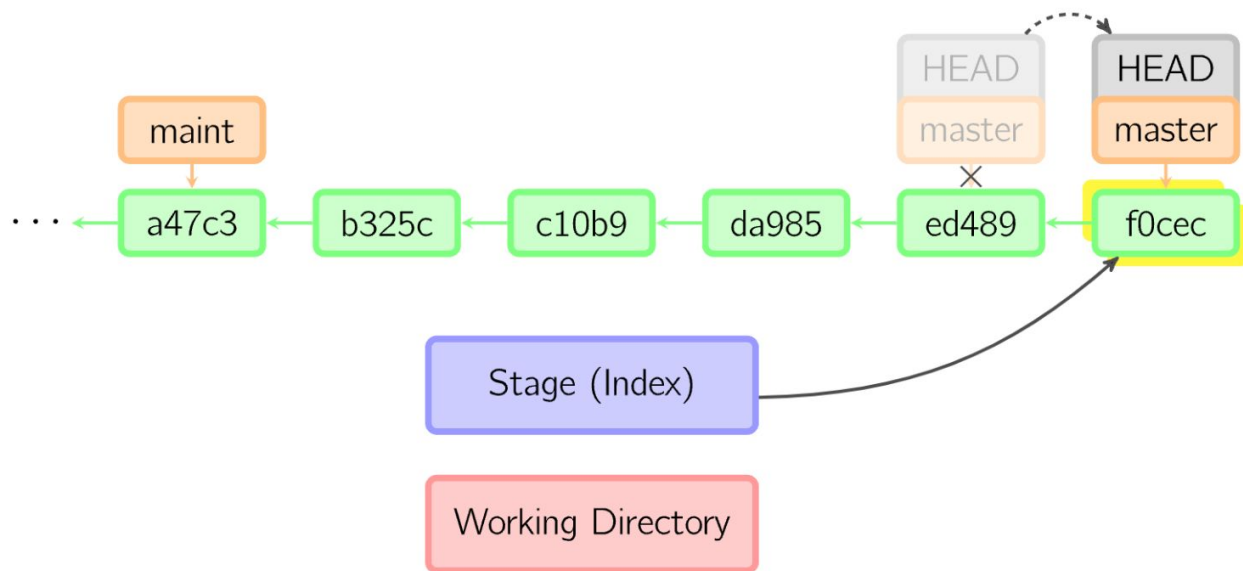 HEAD
HEAD
maint
master
master
... a47c3
b325c
c10b9
da985
ed489
f0cec
Stage (Index)
Working Directory